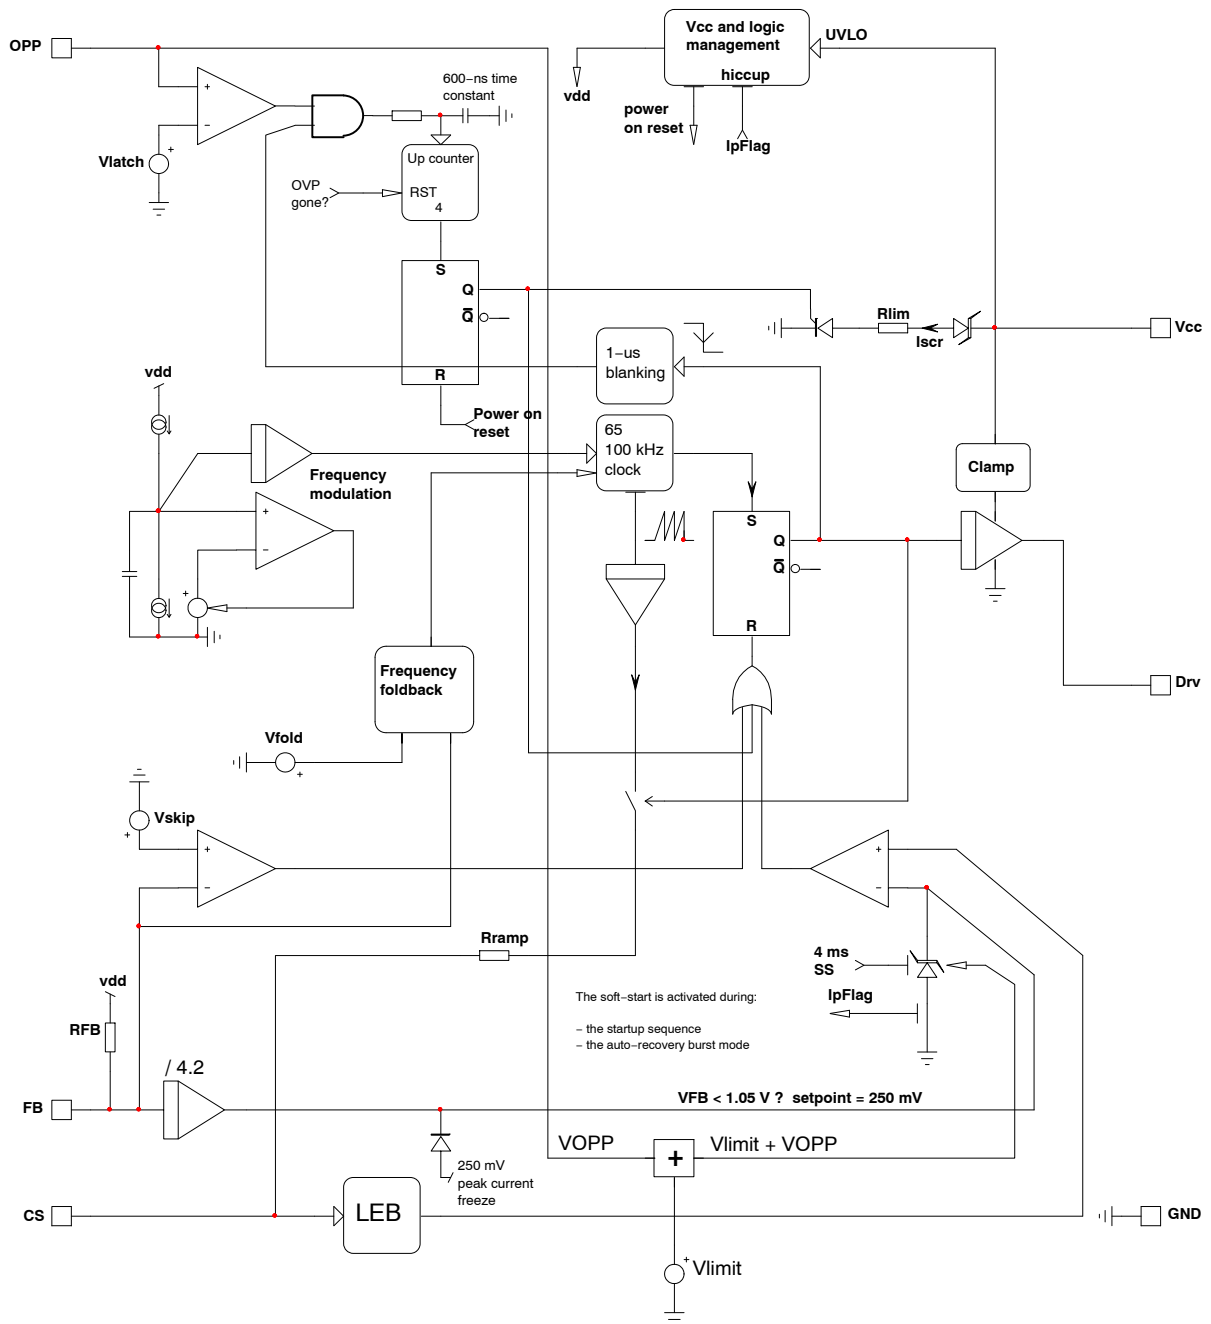 OPP
Vcc and logic
management
hiccup
UVLO
vdd
power
on reset
IpFlag
600−ns time
constant
+
−
Vlatch
+
Up counter
RST
4
OVP
gone?
S
Q
Q
R
Power on
reset
Rlim
Iscr
Vcc
1−us
blanking
vdd
65
100 kHz
clock
Frequency
modulation
+
−
+
Clamp
S
Q
Q
R
Frequency
foldback
Drv
Vfold
+
Vskip
+
+
−
+
−
Rramp
4 ms
SS
IpFlag
vdd
RFB
The soft−start is activated during:
− the startup sequence
− the auto−recovery burst mode
/ 4.2
FB
VFB < 1.05 V ? setpoint = 250 mV
VOPP
+
Vlimit + VOPP
250 mV
peak current
freeze
CS
LEB
GND
+
Vlimit